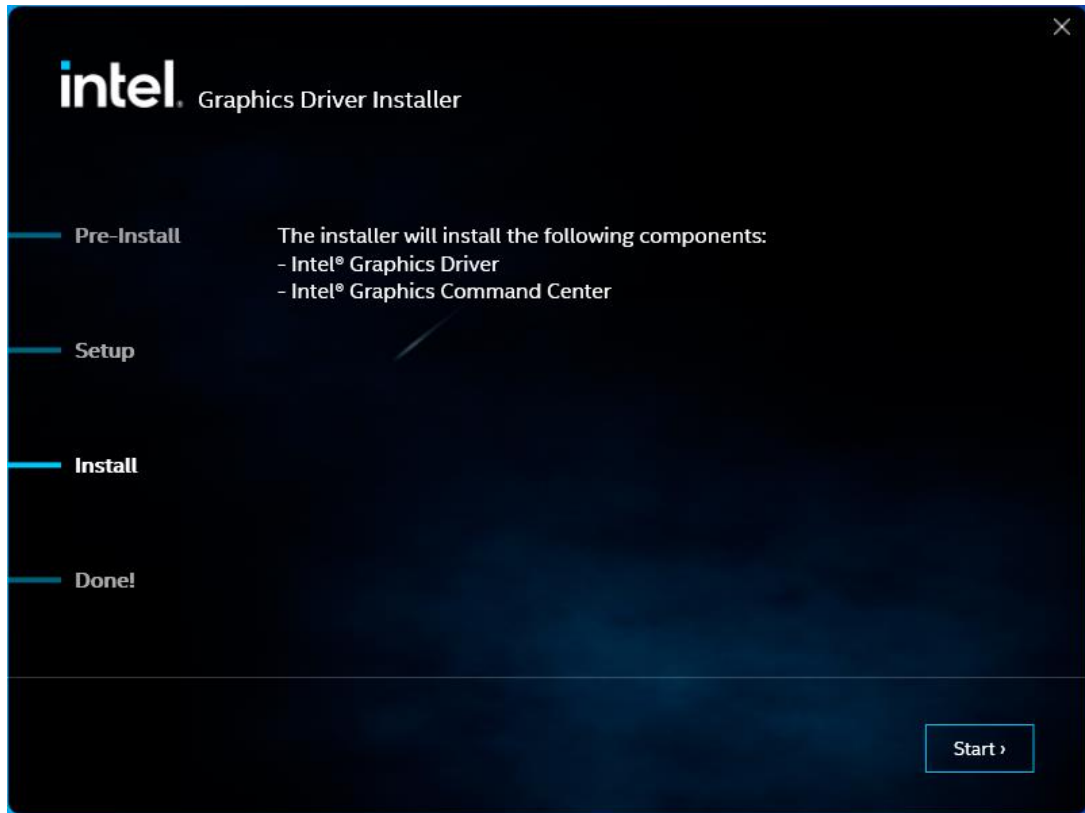 intel. Graphics Driver Installer
Pre-Install
The installer will install the following components:
- Intel® Graphics Driver
- Intel® Graphics Command Center
Setup
Install
Done!
Start ›